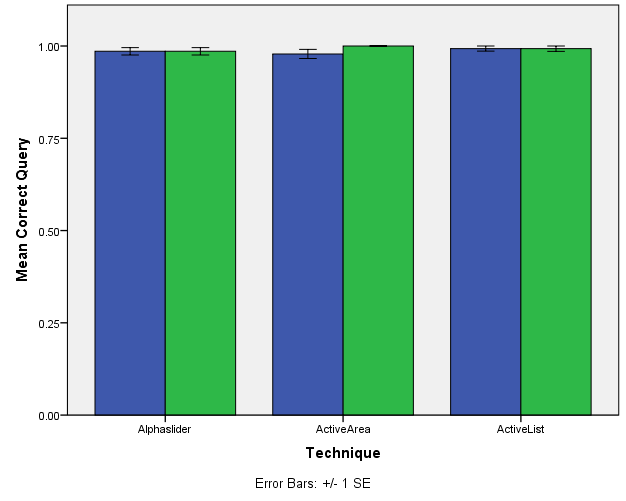 Mean Correct Query
1.00
0.75
0.50
0.25
0.00
Alphaslider
ActiveArea
ActiveList
Technique
Error Bars: +/- 1 SE